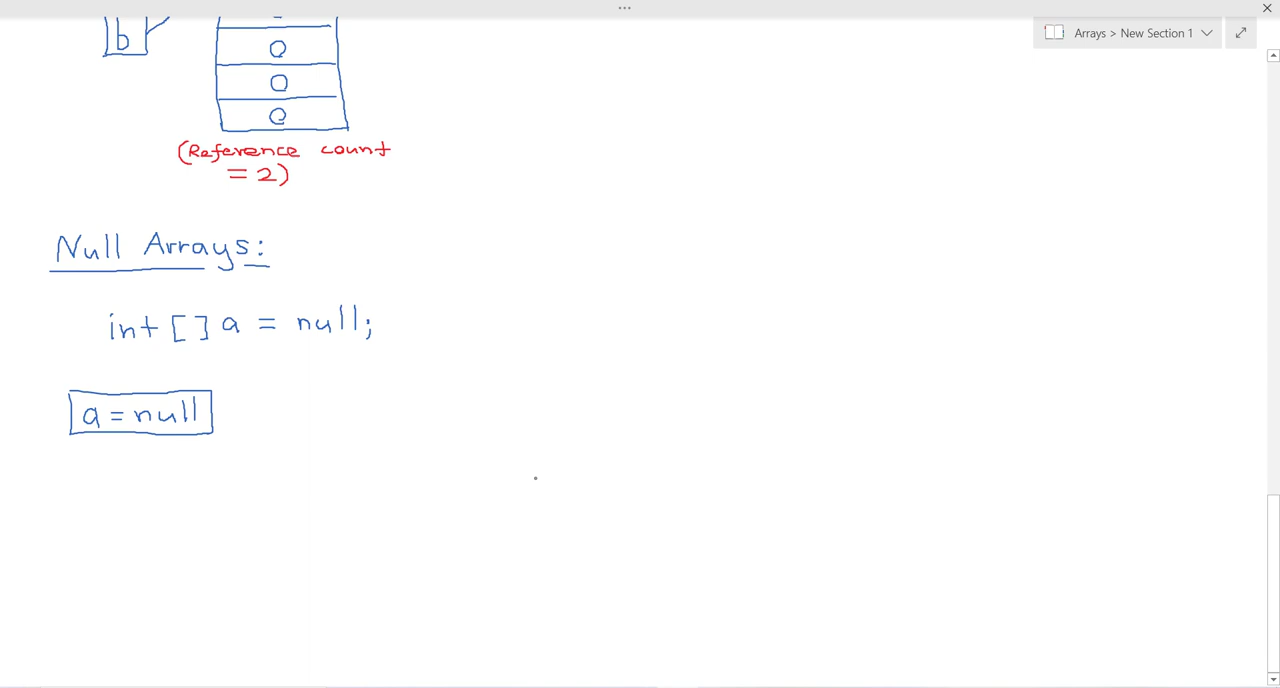 Arrays > New Section 1
b
0
0
0
(Reference count
= 2)
Null Arrays:
int [ ] a = null;
a = null